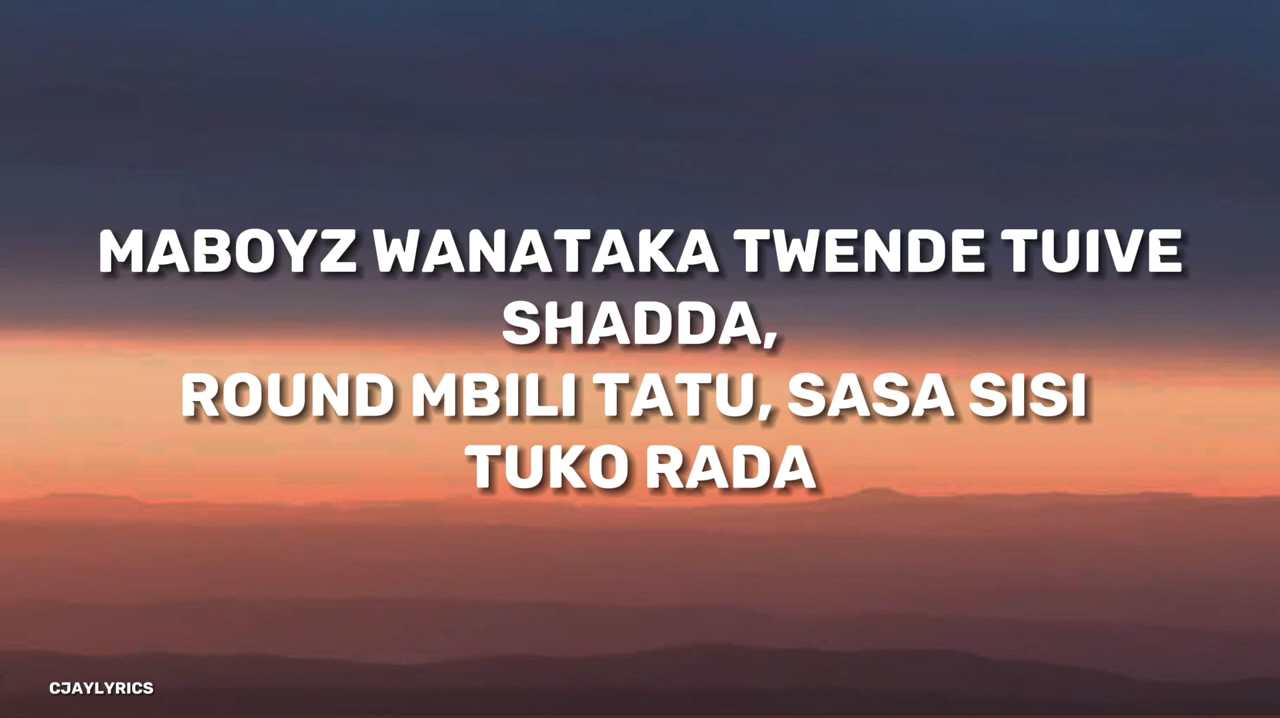 MABOYZ WANATAKA TWENDE TUIVE
SHADDA,
ROUND MBILI TATU, SASA SISI
TUKO RADA
CJAYLYRICS